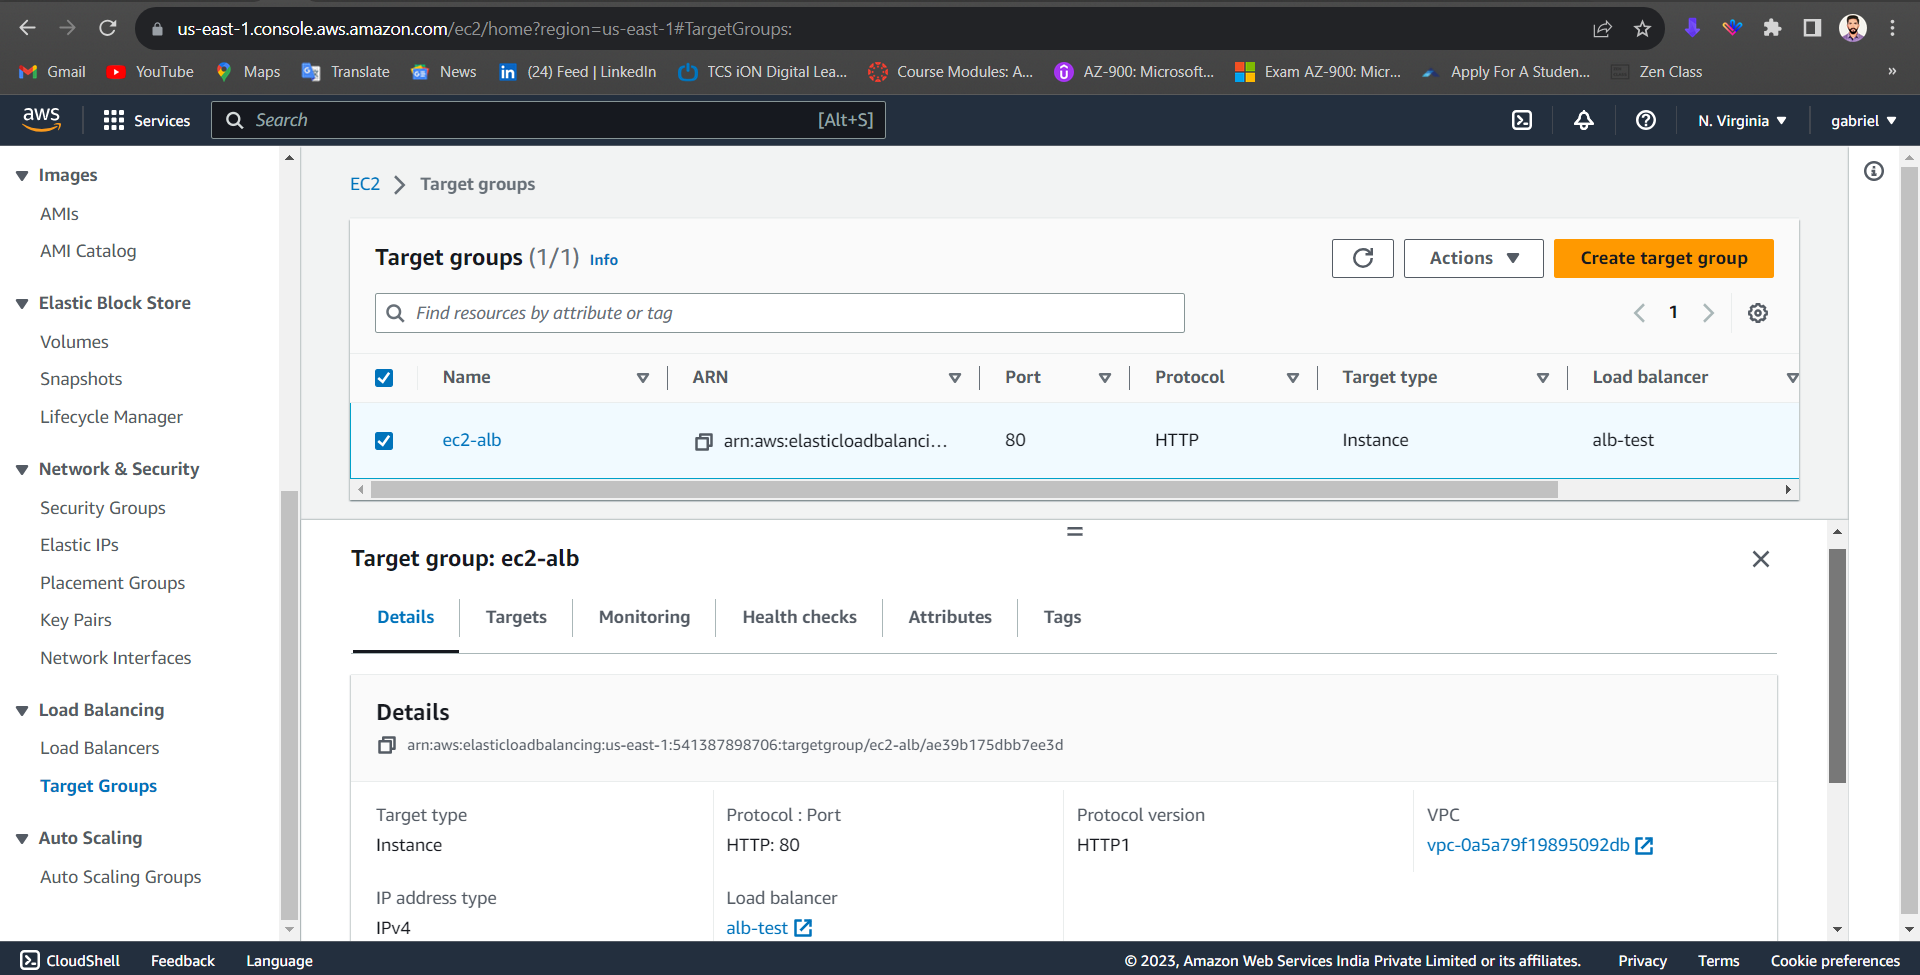 us-east-1.console.aws.amazon.com/ec2/home?region=us-east-1#TargetGroups:
Gmail YouTube Maps Translate News (24) Feed | LinkedIn TCS iON Digital Lea... Course Modules: A... AZ-900: Microsoft... Exam AZ-900: Micr... Apply For A Studen... Zen Class »
aws Services Search [Alt+S] N. Virginia gabriel
Images
AMIs
AMI Catalog
Elastic Block Store
Volumes
Snapshots
Lifecycle Manager
Network & Security
Security Groups
Elastic IPs
Placement Groups
Key Pairs
Network Interfaces
Load Balancing
Load Balancers
Target Groups
Auto Scaling
Auto Scaling Groups
EC2 Target groups
Target groups (1/1) Info Actions Create target group
Find resources by attribute or tag 1
Name ARN Port Protocol Target type Load balancer
ec2-alb arn:aws:elasticloadbalanci... 80 HTTP Instance alb-test
Target group: ec2-alb
Details Targets Monitoring Health checks Attributes Tags
Details
arn:aws:elasticloadbalancing:us-east-1:541387898706:targetgroup/ec2-alb/ae39b175dbb7ee3d
Target type Protocol : Port Protocol version VPC
Instance HTTP: 80 HTTP1 vpc-0a5a79f19895092db
IP address type Load balancer
IPv4 alb-test
CloudShell Feedback Language © 2023, Amazon Web Services India Private Limited or its affiliates. Privacy Terms Cookie preferences